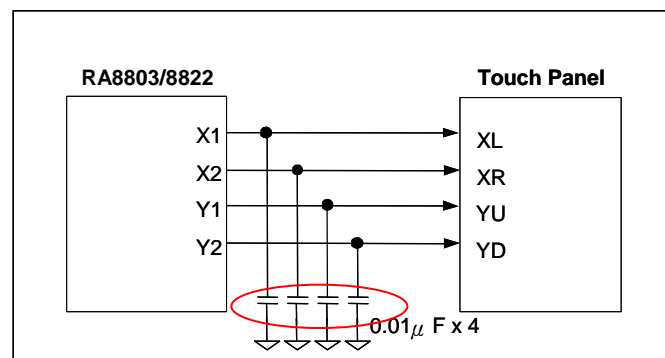 RA8803/8822
Touch Panel
X1
XL
X2
XR
Y1
YU
Y2
YD
0.01μ F x 4